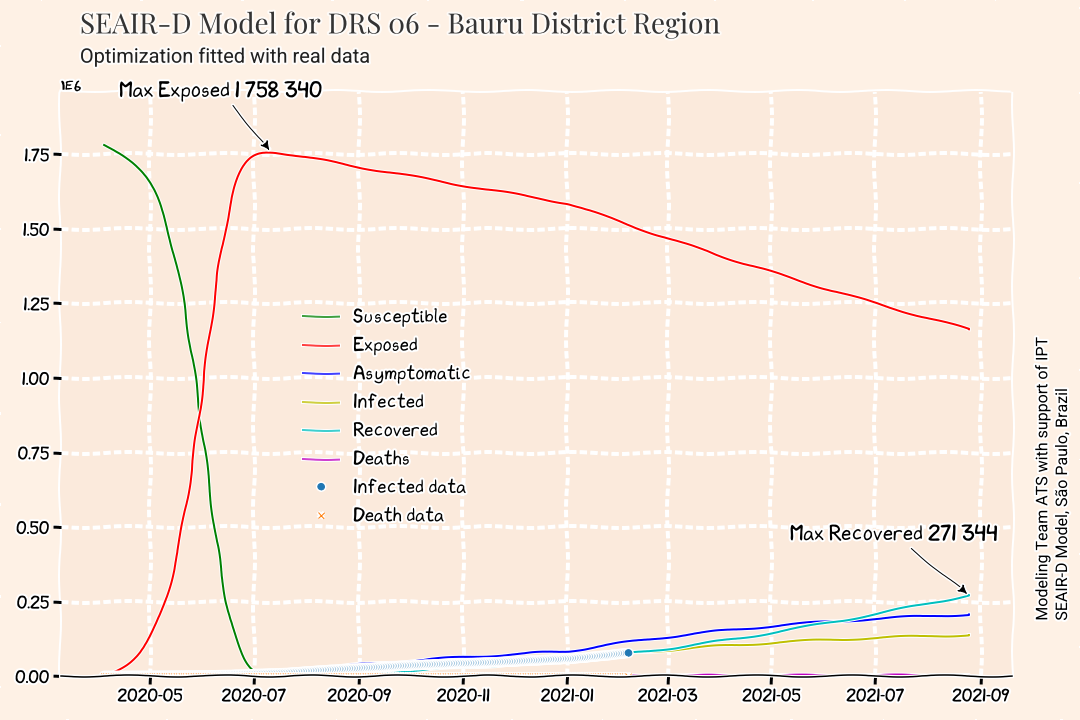 SEAIR-D Model for DRS 06 - Bauru District Region
Optimization fitted with real data
1E6
Max Exposed 1 758 340
1.75
1.50
1.25
1.00
0.75
0.50
0.25
0.00
Susceptible
Exposed
Asymptomatic
Infected
Recovered
Deaths
Infected data
Death data
Max Recovered 271 344
2020-05 2020-07 2020-09 2020-11 2021-01 2021-03 2021-05 2021-07 2021-09
Modeling Team ATS with support of IPT
SEAIR-D Model, São Paulo, Brazil